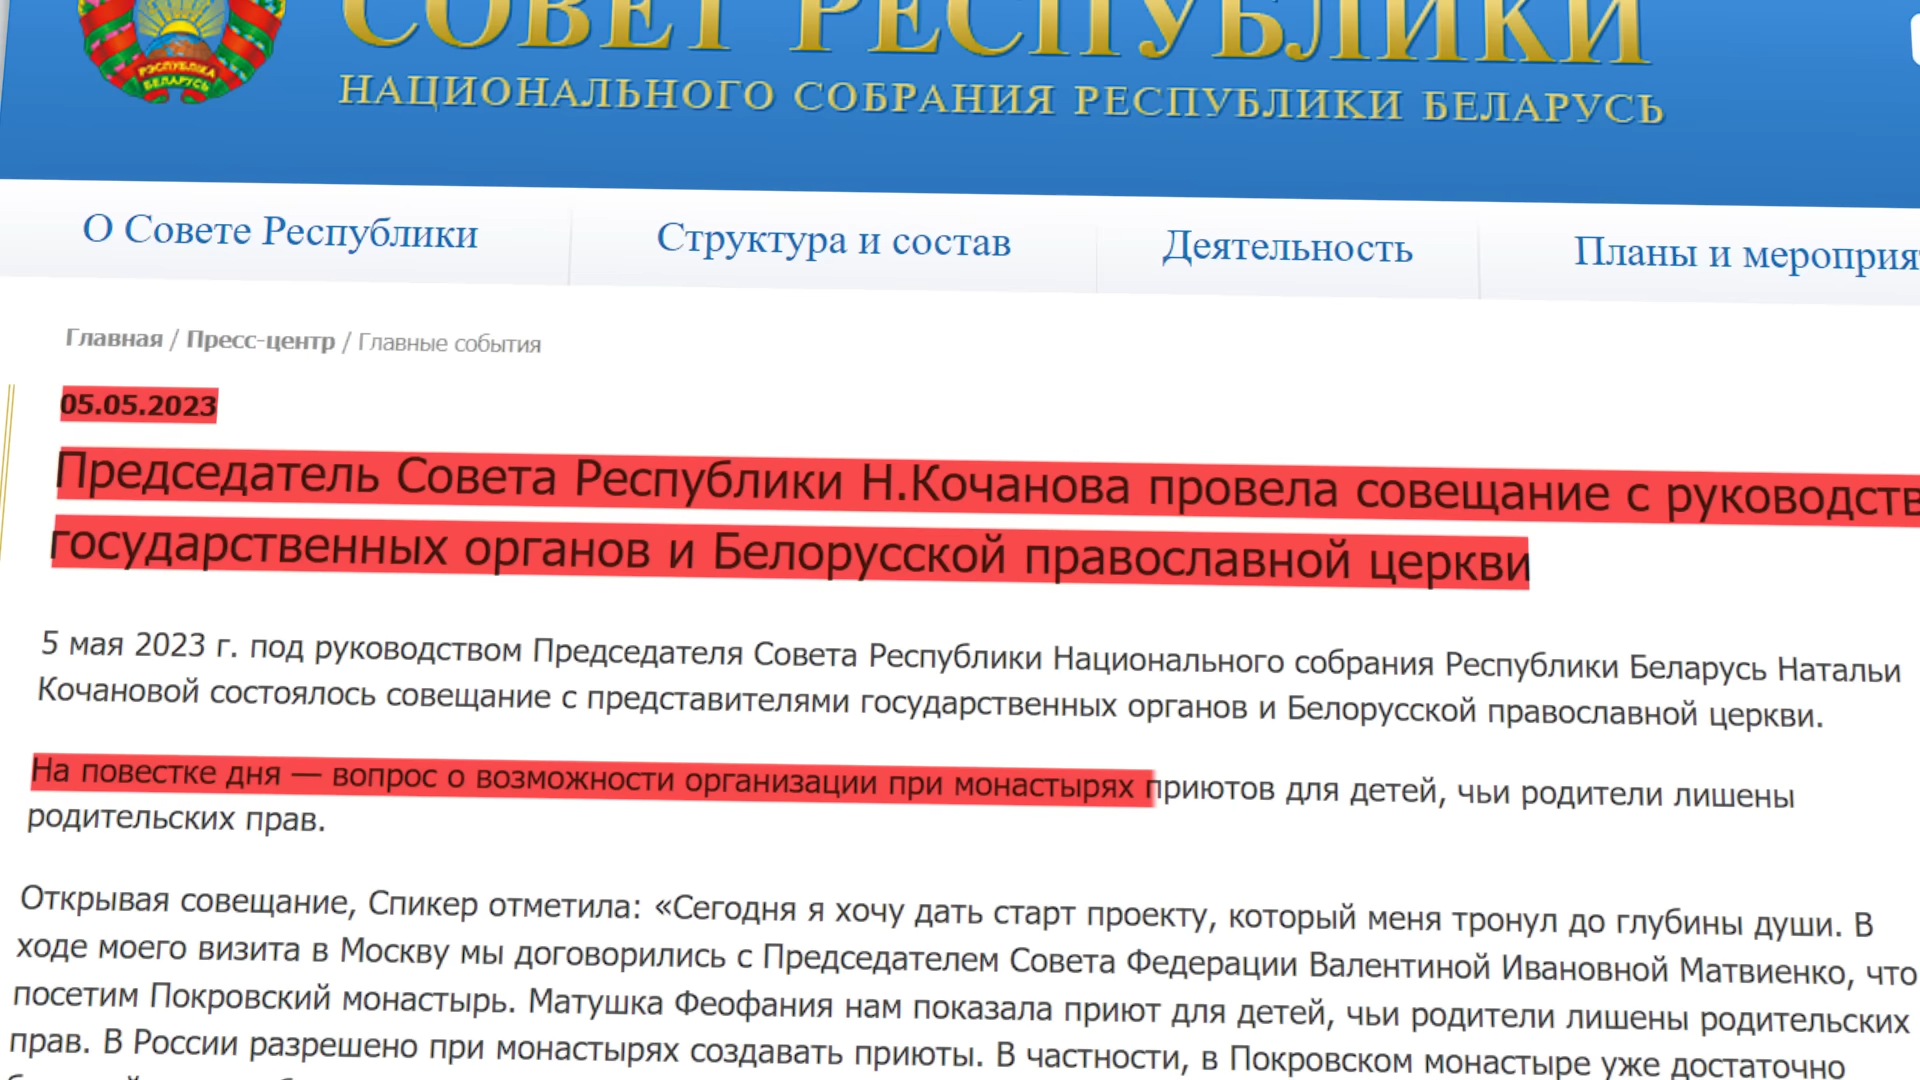 РЭСПУБЛІКА
БЕЛАРУСЬ
СОВЕТ РЕСПУБЛИКИ
НАЦИОНАЛЬНОГО СОБРАНИЯ РЕСПУБЛИКИ БЕЛАРУСЬ
О Совете Республики Структура и состав Деятельность Планы и мероприя
Главная / Пресс-центр / Главные события
05.05.2023
Председатель Совета Республики Н.Кочанова провела совещание с руководств
государственных органов и Белорусской православной церкви
5 мая 2023 г. под руководством Председателя Совета Республики Национального собрания Республики Беларусь Натальи
Кочановой состоялось совещание с представителями государственных органов и Белорусской православной церкви.
На повестке дня — вопрос о возможности организации при монастырях приютов для детей, чьи родители лишены
родительских прав.
Открывая совещание, Спикер отметила: «Сегодня я хочу дать старт проекту, который меня тронул до глубины души. В
ходе моего визита в Москву мы договорились с Председателем Совета Федерации Валентиной Ивановной Матвиенко, что
посетим Покровский монастырь. Матушка Феофания нам показала приют для детей, чьи родители лишены родительских
прав. В России разрешено при монастырях создавать приюты. В частности, в Покровском монастыре уже достаточно